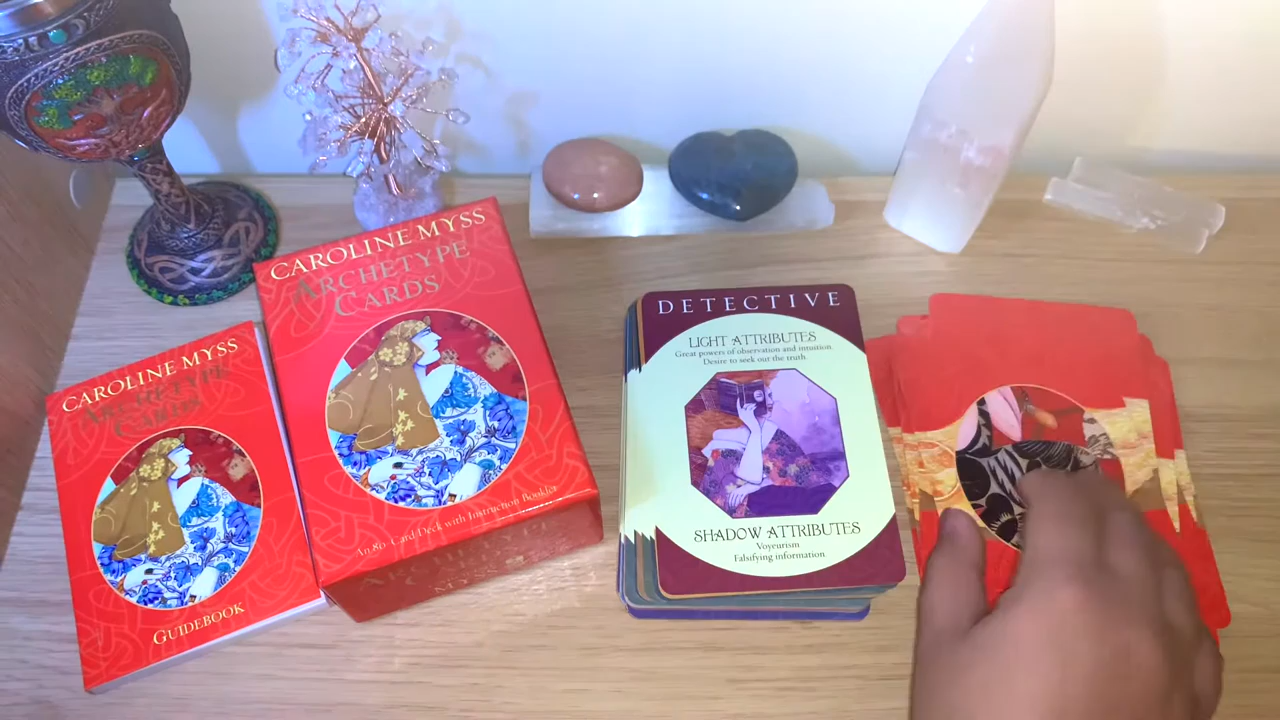 CAROLINE MYSS
ARCHETYPE
CARDS
GUIDEBOOK
CAROLINE MYSS
ARCHETYPE
CARDS
An 80-Card Deck with Instruction Booklet
DETECTIVE
LIGHT ATTRIBUTES
Great powers of observation and intuition.
Desire to seek out the truth.
SHADOW ATTRIBUTES
Voyeurism
Falsifying information